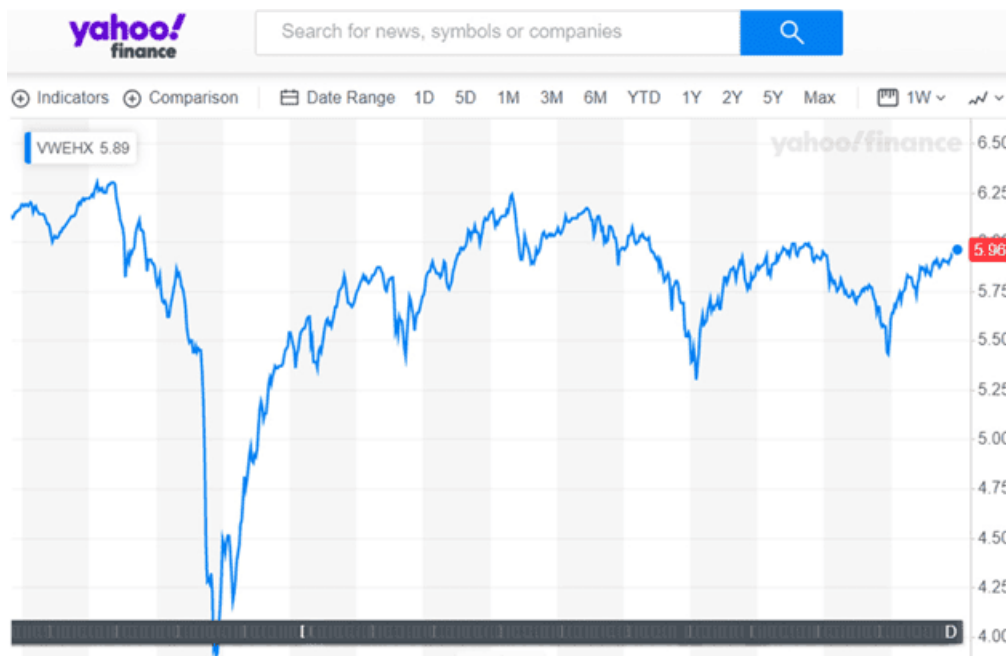 yahoo!
finance
Search for news, symbols or companies
Indicators Comparison Date Range 1D 5D 1M 3M 6M YTD 1Y 2Y 5Y Max 1W
VWEHX 5.89
yahoo!finance
6.50
6.25
5.96
5.75
5.50
5.25
5.00
4.75
4.50
4.25
D
4.00